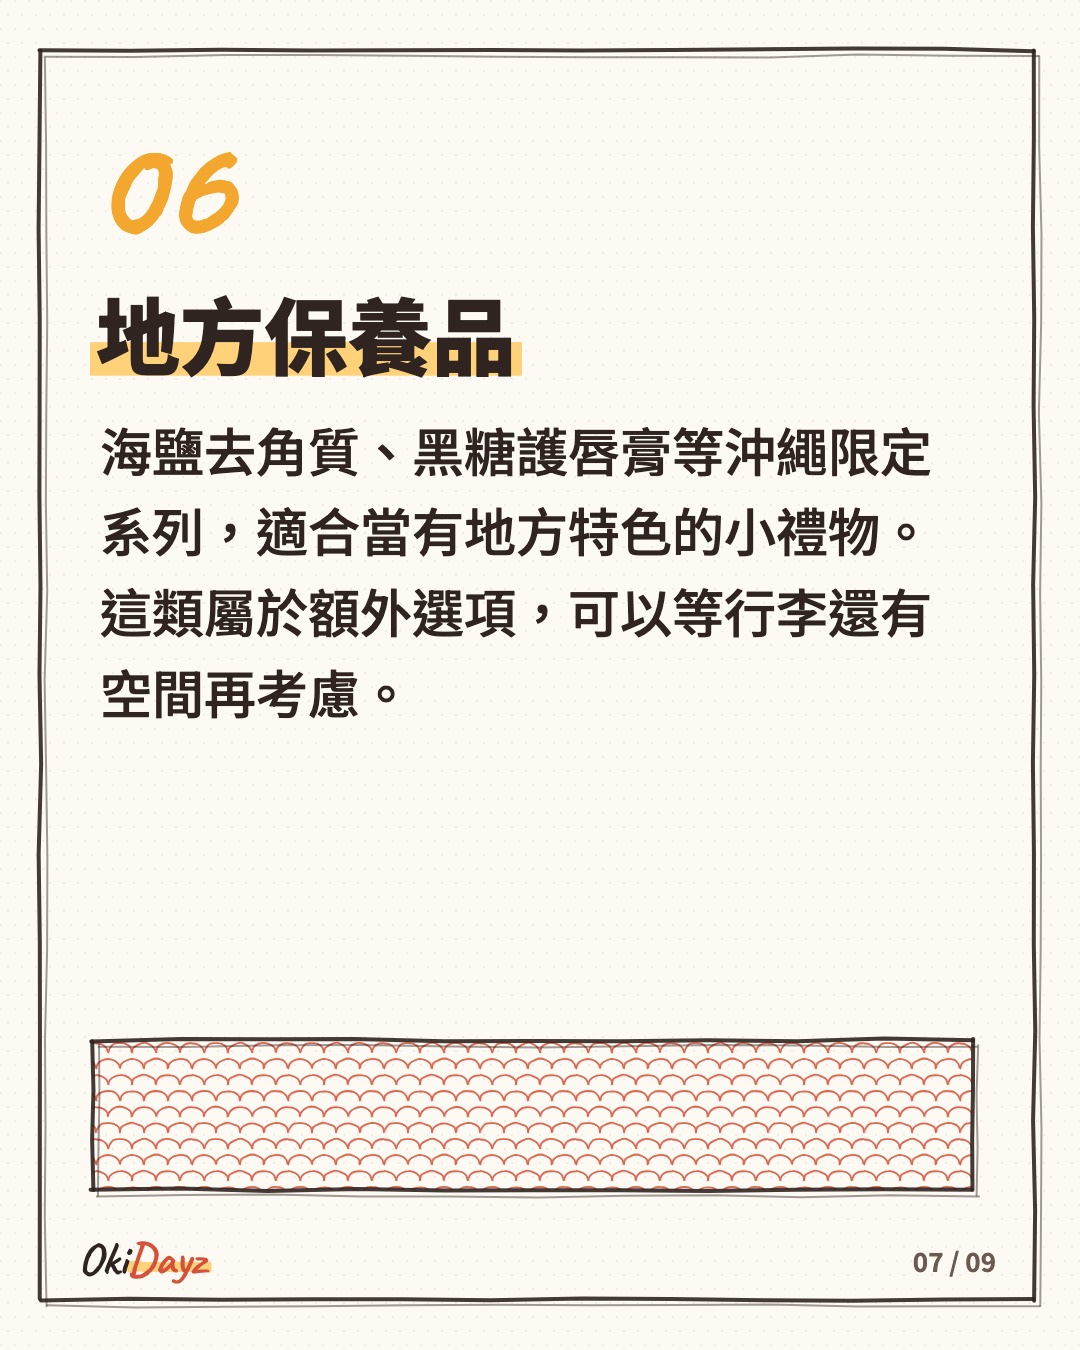 06
地方保養品
海鹽去角質、黑糖護唇膏等沖繩限定
系列，適合當有地方特色的小禮物。
這類屬於額外選項，可以等行李還有
空間再考慮。
OkiDayz
07 / 09